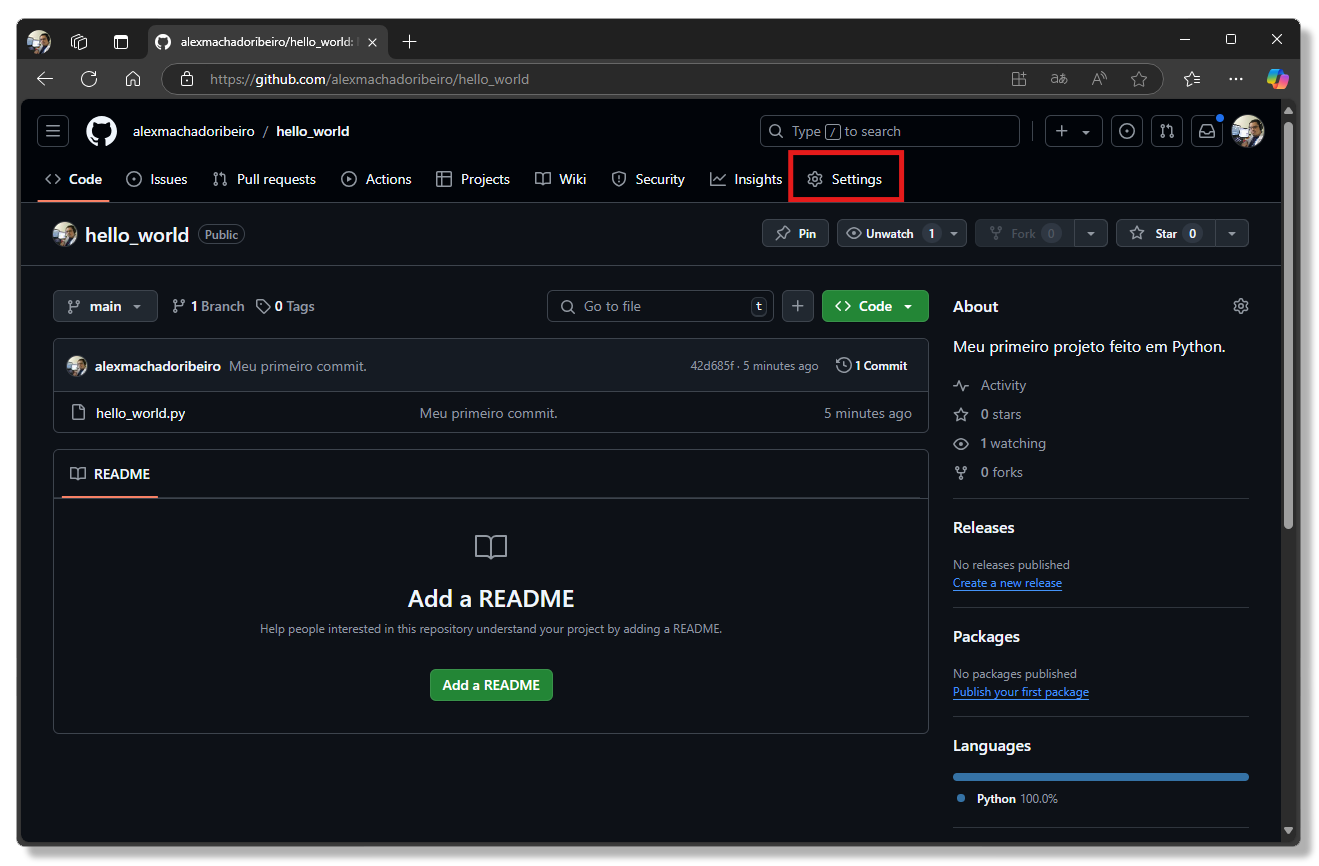 alexmachadoribeiro/hello_world:
https://github.com/alexmachadoribeiro/hello_world
alexmachadoribeiro / hello_world
Type / to search
Code Issues Pull requests Actions Projects Wiki Security Insights Settings
hello_world Public
Pin Unwatch 1 Fork 0 Star 0
main 1 Branch 0 Tags Go to file t Code
alexmachadoribeiro Meu primeiro commit. 42d685f · 5 minutes ago 1 Commit
hello_world.py Meu primeiro commit. 5 minutes ago
README
Add a README
Help people interested in this repository understand your project by adding a README.
Add a README
About
Meu primeiro projeto feito em Python.
Activity
0 stars
1 watching
0 forks
Releases
No releases published
Create a new release
Packages
No packages published
Publish your first package
Languages
Python 100.0%